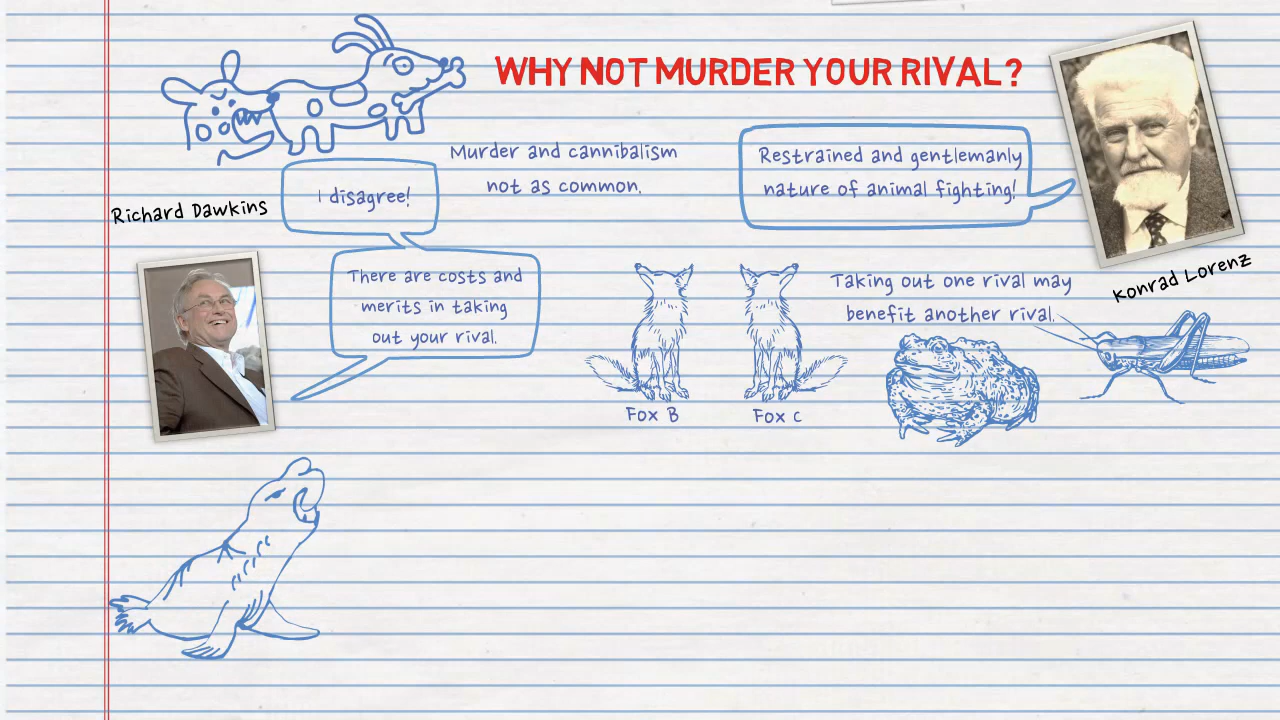 WHY NOT MURDER YOUR RIVAL?
Murder and cannibalism
not as common.
Restrained and gentlemanly
nature of animal fighting!
Konrad Lorenz
Richard Dawkins
I disagree!
There are costs and
merits in taking
out your rival.
Fox B
Fox C
Taking out one rival may
benefit another rival.